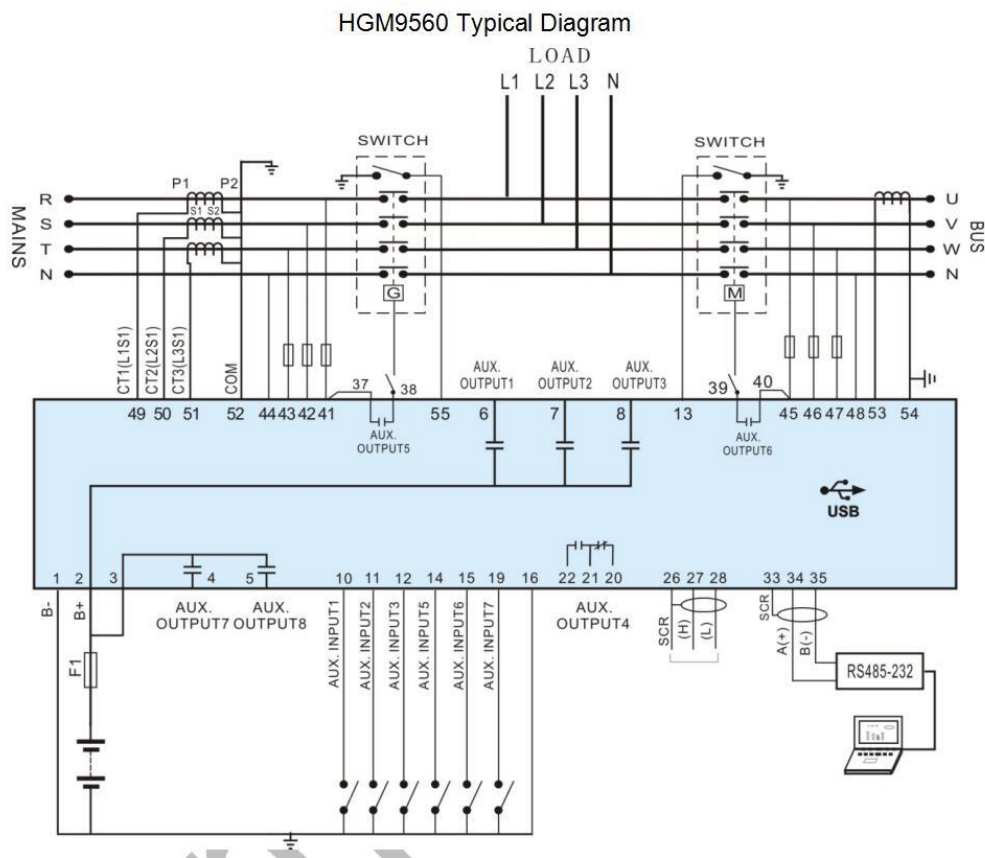 HGM9560 Typical Diagram
LOAD
L1 L2 L3 N
SWITCH SWITCH
P1 P2
R U
S1 S2
S V
T W
N N
MAINS
BUS
G M
CT1(L1S1)
CT2(L2S1)
CT3(L3S1)
COM
AUX. OUTPUT1
AUX. OUTPUT2
AUX. OUTPUT3
37 38 39 40
49 50 51 52 44 43 42 41 55 6 7 8 13 45 46 47 48 53 54
AUX. OUTPUT5
AUX. OUTPUT6
USB
1 2 3 4 5 10 11 12 14 15 19 16 22 21 20 26 27 28 33 34 35
B-
B+
AUX. OUTPUT7
AUX. OUTPUT8
AUX. INPUT1
AUX. INPUT2
AUX. INPUT3
AUX. INPUT5
AUX. INPUT6
AUX. INPUT7
AUX. OUTPUT4
SCR
(H)
(L)
SCR
A(+)
B(-)
F1
RS485-232